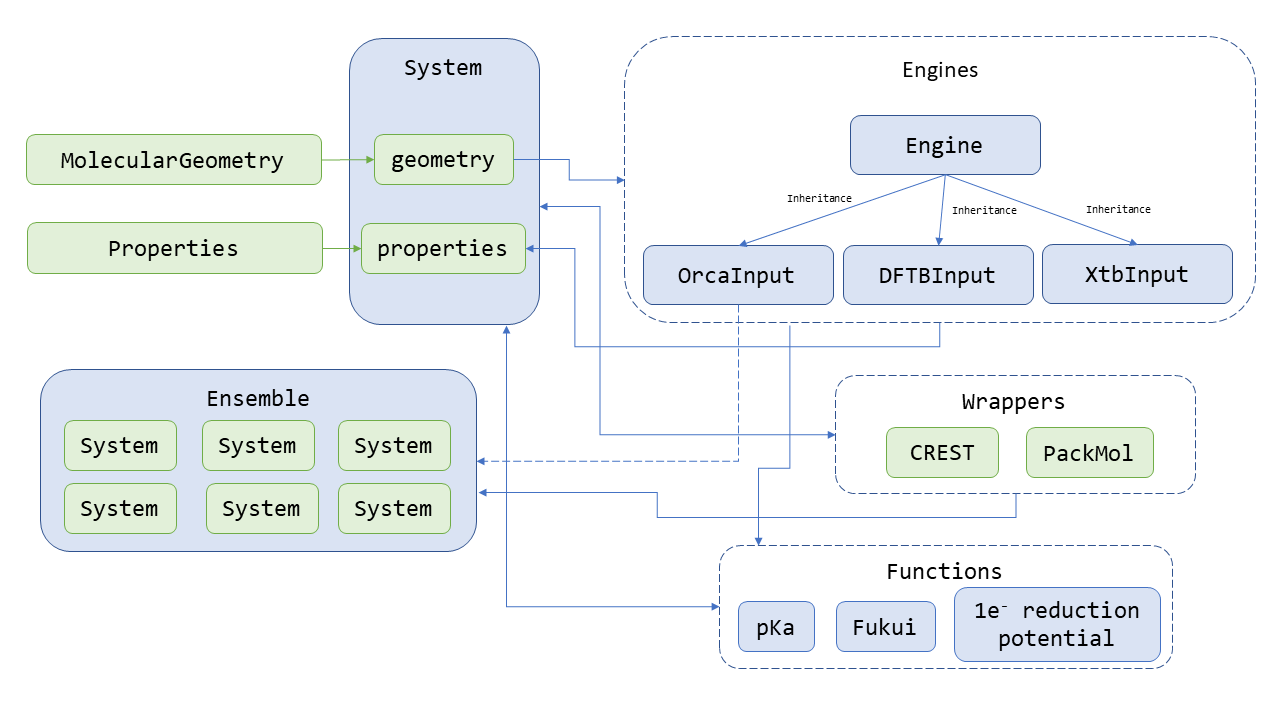 System
Engines
MolecularGeometry
geometry
Engine
Inheritance
Inheritance
Inheritance
Properties
properties
OrcaInput
DFTBInput
XtbInput
Ensemble
System
System
System
System
System
System
Wrappers
CREST
PackMol
Functions
pKa
Fukui
1e⁻ reduction
potential